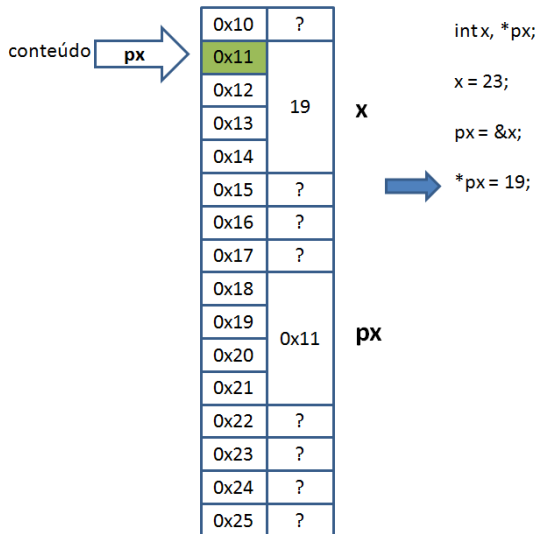 0x10 ?
int x, *px;
conteúdo px 0x11
0x12
x = 23;
19 x
0x13
px = &x;
0x14
0x15 ?
*px = 19;
0x16 ?
0x17 ?
0x18
0x19
0x11 px
0x20
0x21
0x22 ?
0x23 ?
0x24 ?
0x25 ?